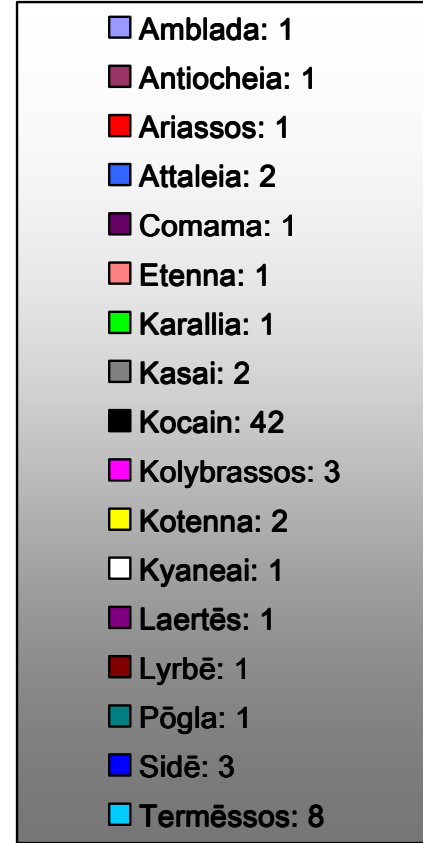 Amblada: 1
Antiocheia: 1
Ariassos: 1
Attaleia: 2
Comama: 1
Etenna: 1
Karallia: 1
Kasai: 2
Kocain: 42
Kolybrassos: 3
Kotenna: 2
Kyaneai: 1
Laertēs: 1
Lyrbē: 1
Pōgla: 1
Sidē: 3
Termēssos: 8